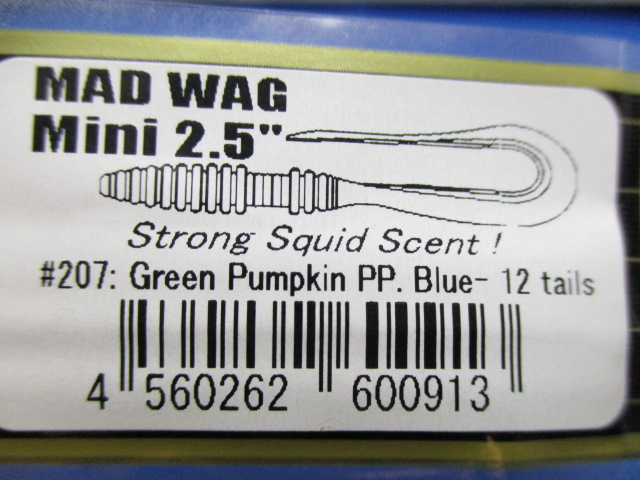 MAD WAG
Mini 2.5"
Strong Squid Scent !
#207: Green Pumpkin PP. Blue- 12 tails
4 560262 600913